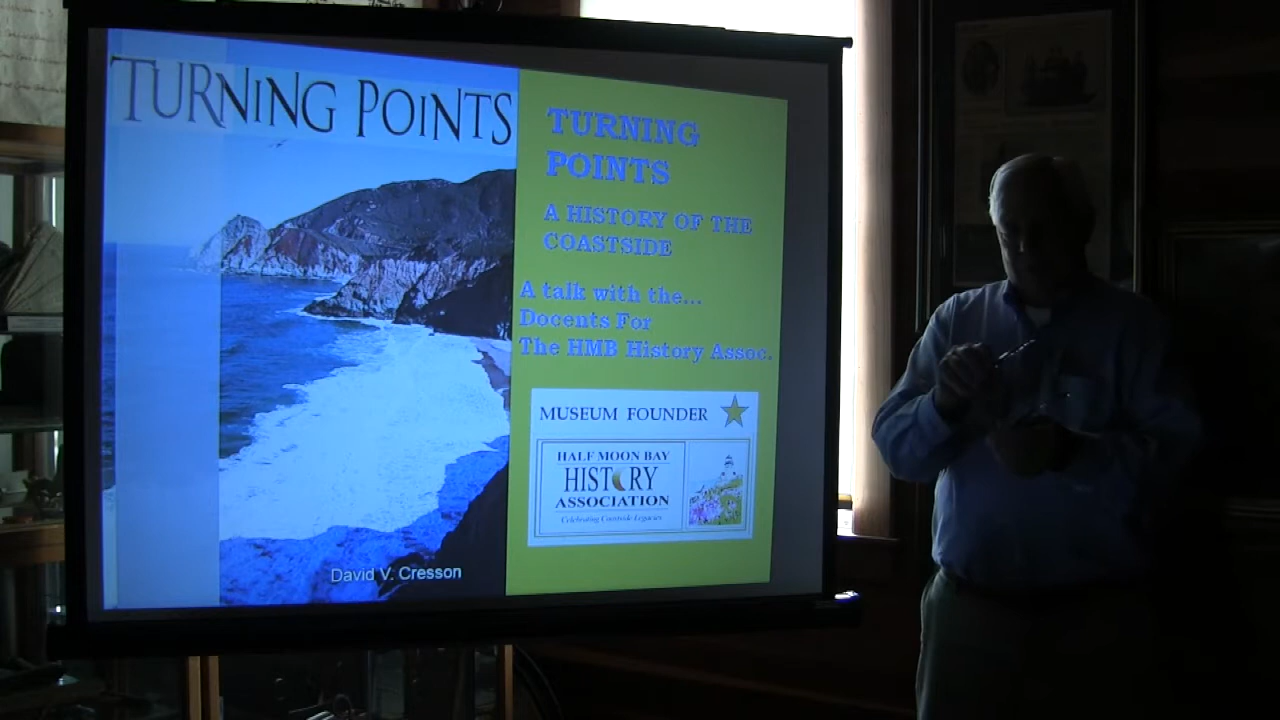 TURNING POINTS
David V. Cresson
TURNING
POINTS
A HISTORY OF THE
COASTSIDE
A talk with the...
Docents For
The HMB History Assoc.
MUSEUM FOUNDER
HALF MOON BAY
HISTORY
ASSOCIATION
Celebrating Coastside Legacies